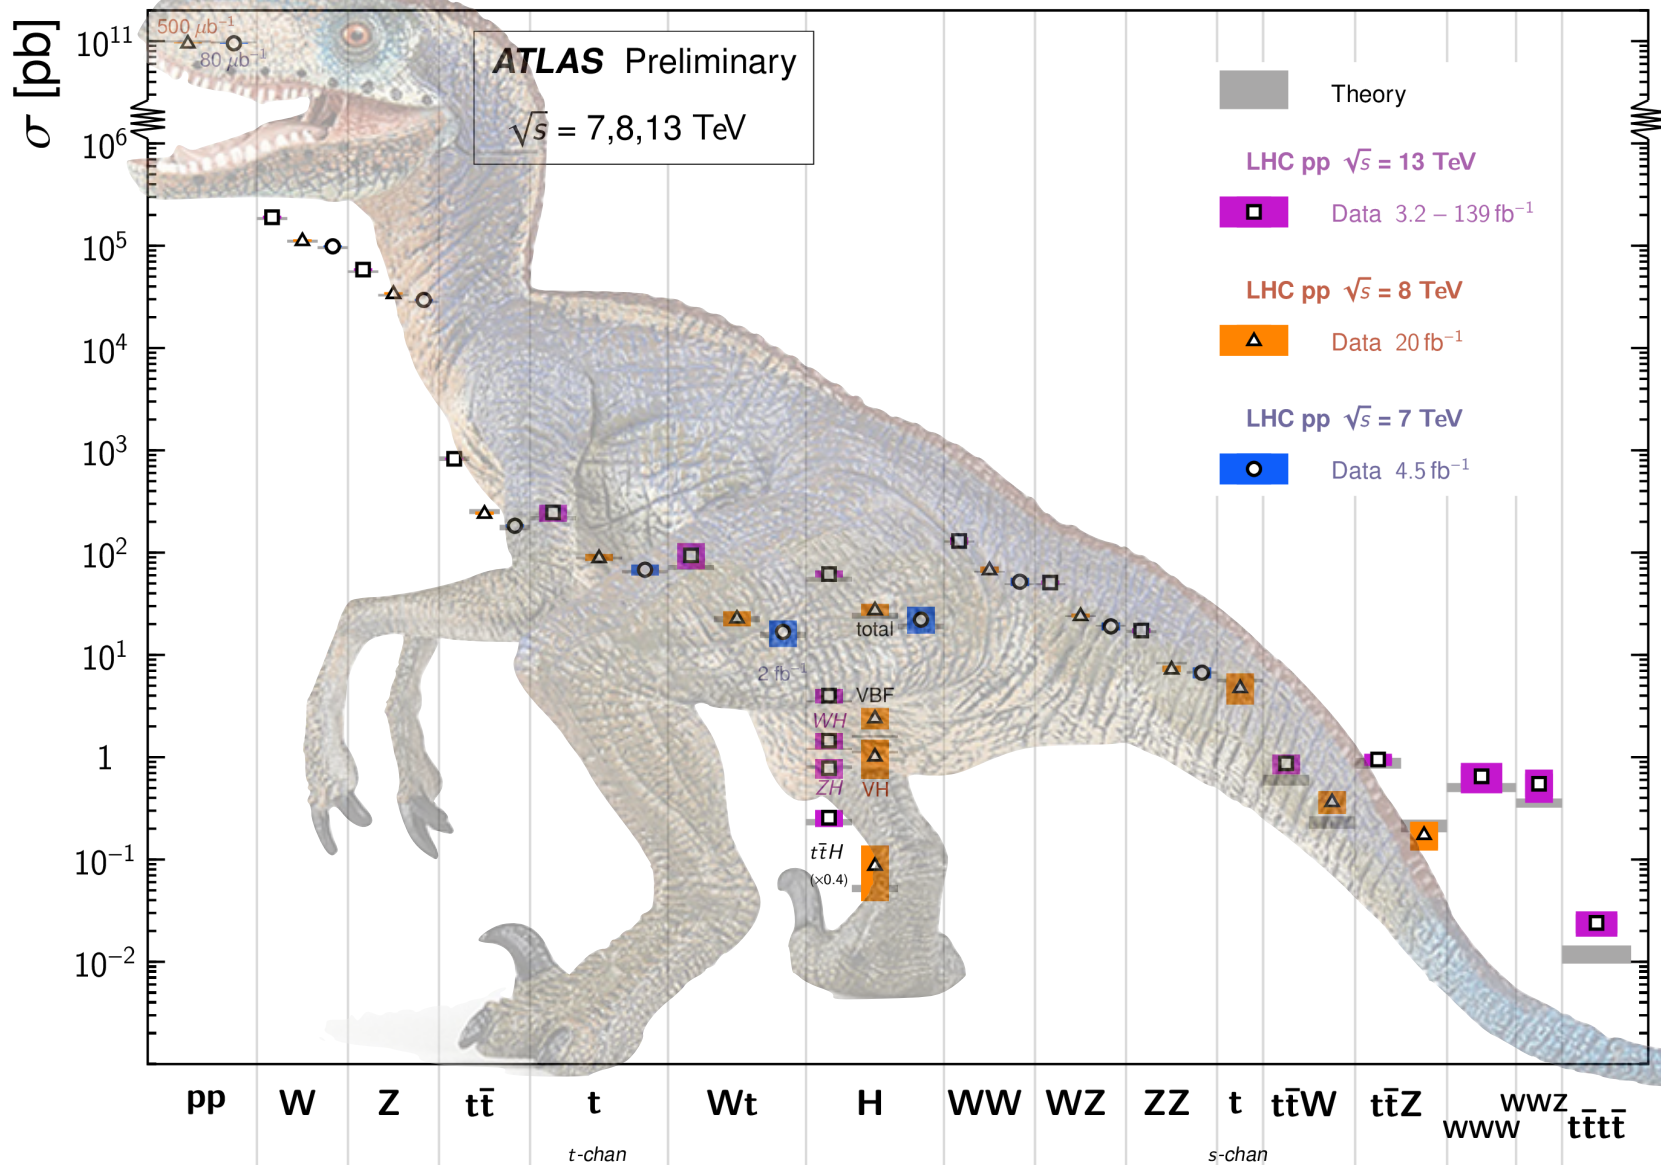 σ [pb]
10¹¹
10⁶
10⁵
10⁴
10³
10²
10¹
1
10⁻¹
10⁻²
500 μb⁻¹
80 μb⁻¹
ATLAS Preliminary
√s = 7,8,13 TeV
Theory
LHC pp √s = 13 TeV
Data 3.2 − 139 fb⁻¹
LHC pp √s = 8 TeV
Data 20 fb⁻¹
LHC pp √s = 7 TeV
Data 4.5 fb⁻¹
total
2 fb⁻¹
VBF
WH
ZH
VH
tt̄H
(×0.4)
pp W Z tt̄ t Wt H WW WZ ZZ t tt̄W tt̄Z WWW WWZ tt̄tt̄
t-chan s-chan